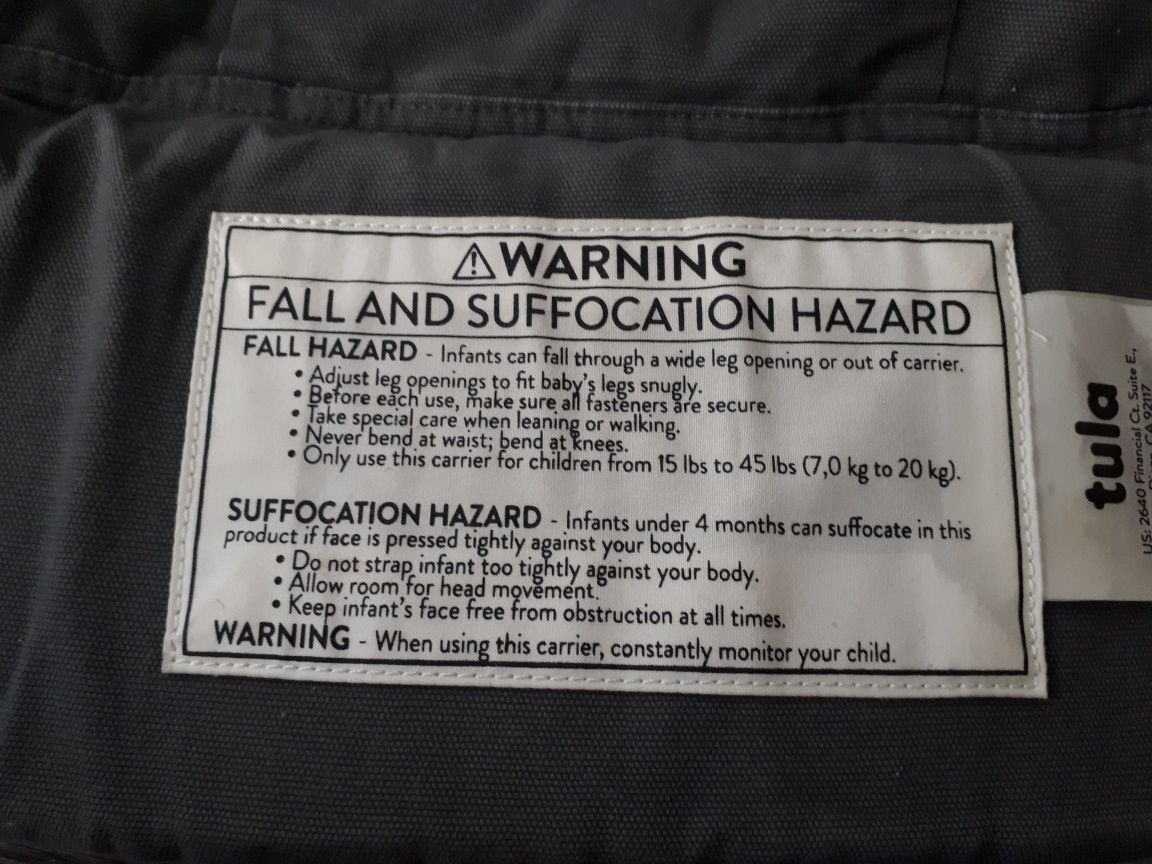 ⚠WARNING
FALL AND SUFFOCATION HAZARD
FALL HAZARD - Infants can fall through a wide leg opening or out of carrier.
• Adjust leg openings to fit baby's legs snugly.
• Before each use, make sure all fasteners are secure.
• Take special care when leaning or walking.
• Never bend at waist; bend at knees.
• Only use this carrier for children from 15 lbs to 45 lbs (7,0 kg to 20 kg).
SUFFOCATION HAZARD - Infants under 4 months can suffocate in this
product if face is pressed tightly against your body.
• Do not strap infant too tightly against your body.
• Allow room for head movement.
• Keep infant's face free from obstruction at all times.
WARNING - When using this carrier, constantly monitor your child.
tula
US: 2640 Financial Ct. Suite E.,
CA 92117